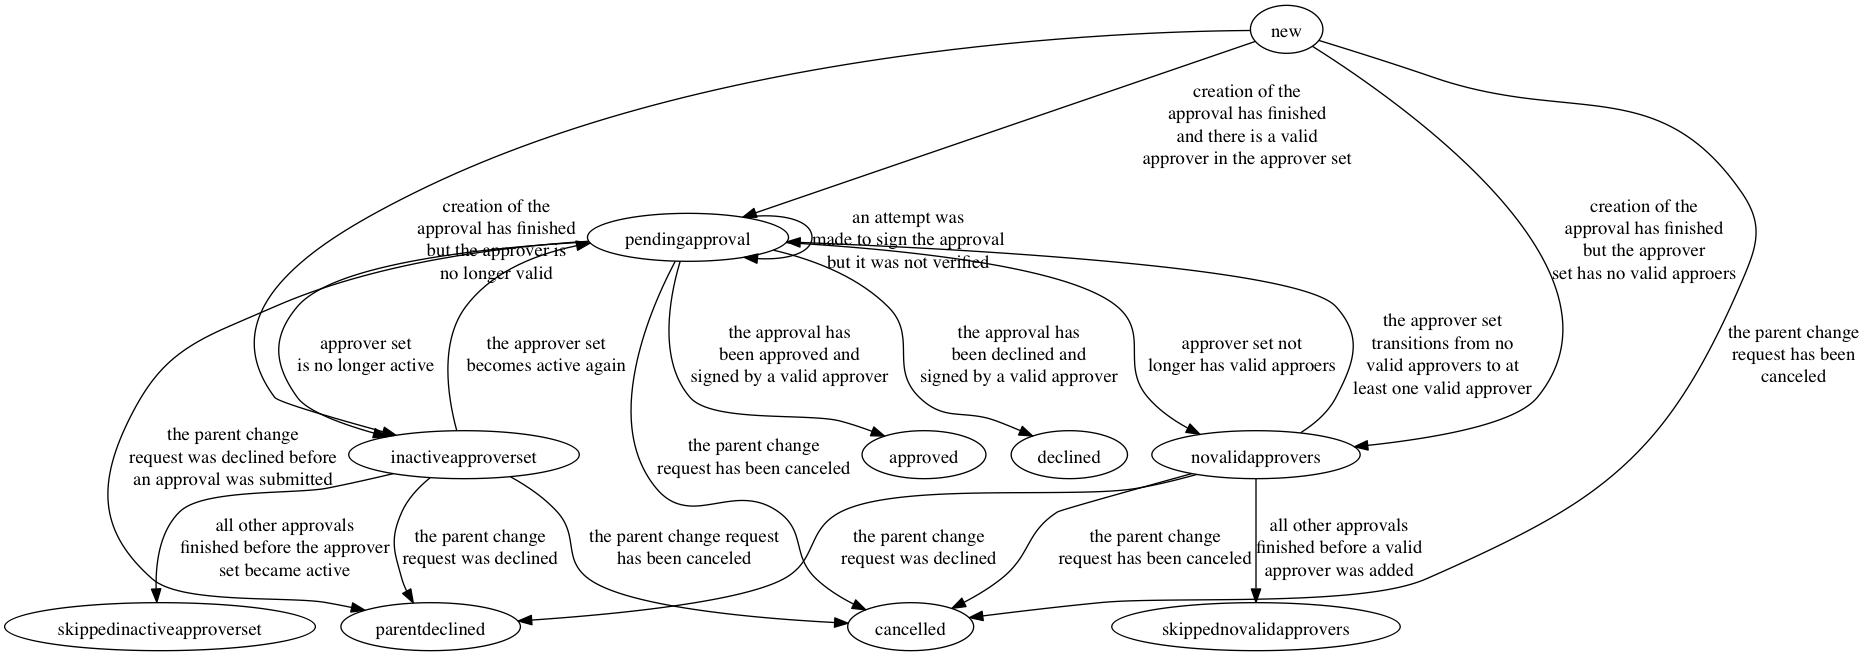 new
creation of the
approval has finished
and there is a valid
approver in the approver set
creation of the
approval has finished
but the approver is
no longer valid
pendingapproval
an attempt was
made to sign the approval
but it was not verified
creation of the
approval has finished
but the approver
set has no valid approers
approver set
is no longer active
the approver set
becomes active again
the approval has
been approved and
signed by a valid approver
the approval has
been declined and
signed by a valid approver
approver set not
longer has valid approers
the approver set
transitions from no
valid approvers to at
least one valid approver
the parent change
request has been
canceled
the parent change
request was declined before
an approval was submitted
inactiveapproverset
the parent change
request has been canceled
approved
declined
novalidapprovers
all other approvals
finished before the approver
set became active
the parent change
request was declined
the parent change request
has been canceled
the parent change
request was declined
the parent change
request has been canceled
all other approvals
finished before a valid
approver was added
skippedinactiveapproverset
parentdeclined
cancelled
skippednovalidapprovers